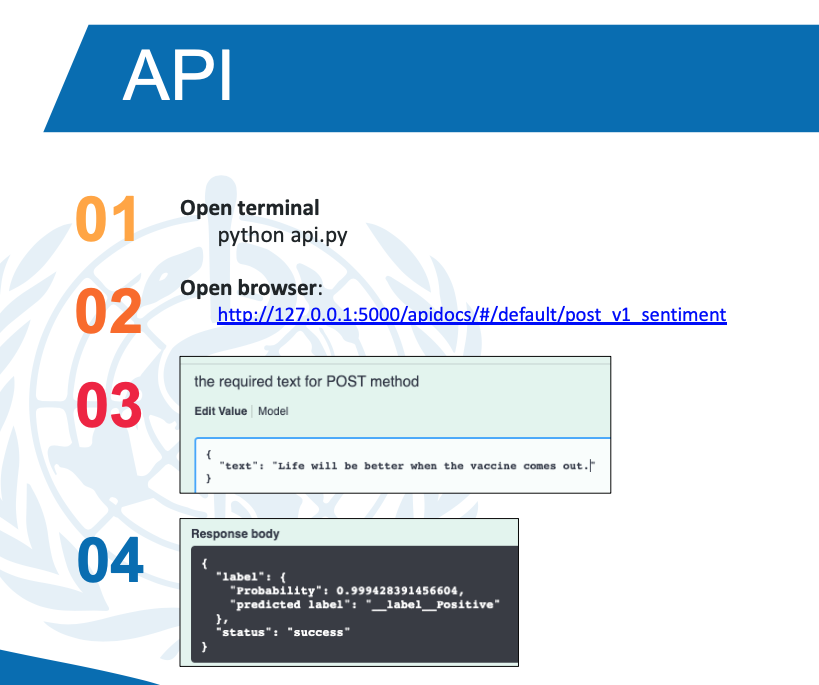 API
01
Open terminal
python api.py
02
Open browser:
http://127.0.0.1:5000/apidocs/#/default/post_v1_sentiment
03
the required text for POST method
Edit Value | Model
{
"text": "Life will be better when the vaccine comes out."
}
04
Response body
{
"label": {
"Probability": 0.999428391456604,
"predicted label": "__label__Positive"
},
"status": "success"
}